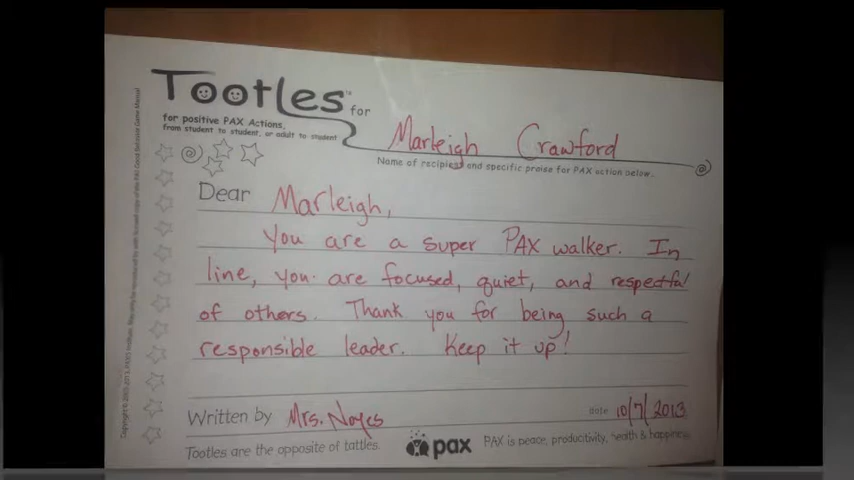 Tootles™ for
for positive PAX Actions,
from student to student, or adult to student
Marleigh Crawford
Name of recipient and specific praise for PAX action below.
Dear Marleigh,
You are a super PAX walker. In
line, you are focused, quiet, and respectful
of others. Thank you for being such a
responsible leader. Keep it up!
Written by Mrs. Noyes
date 10/7/2013
Tootles are the opposite of tattles.
pax
PAX is peace, productivity, health & happiness